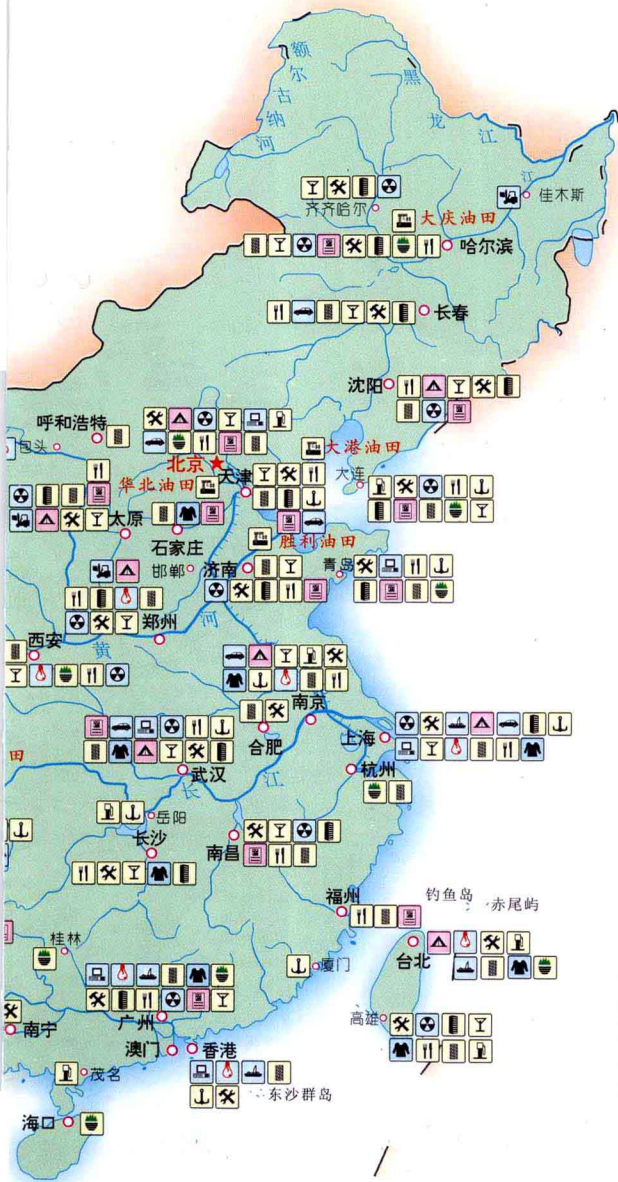 额尔古纳河
黑龙江
江
齐齐哈尔
佳木斯
大庆油田
哈尔滨
长春
沈阳
呼和浩特
包头
北京
大港油田
天津
大连
华北油田
太原
石家庄
胜利油田
邯郸
济南
青岛
西安
郑州
黄河
南京
合肥
上海
田
武汉
杭州
长江
岳阳
长沙
南昌
福州
钓鱼岛
赤尾屿
桂林
台北
厦门
南宁
广州
高雄
澳门
香港
茂名
东沙群岛
海口